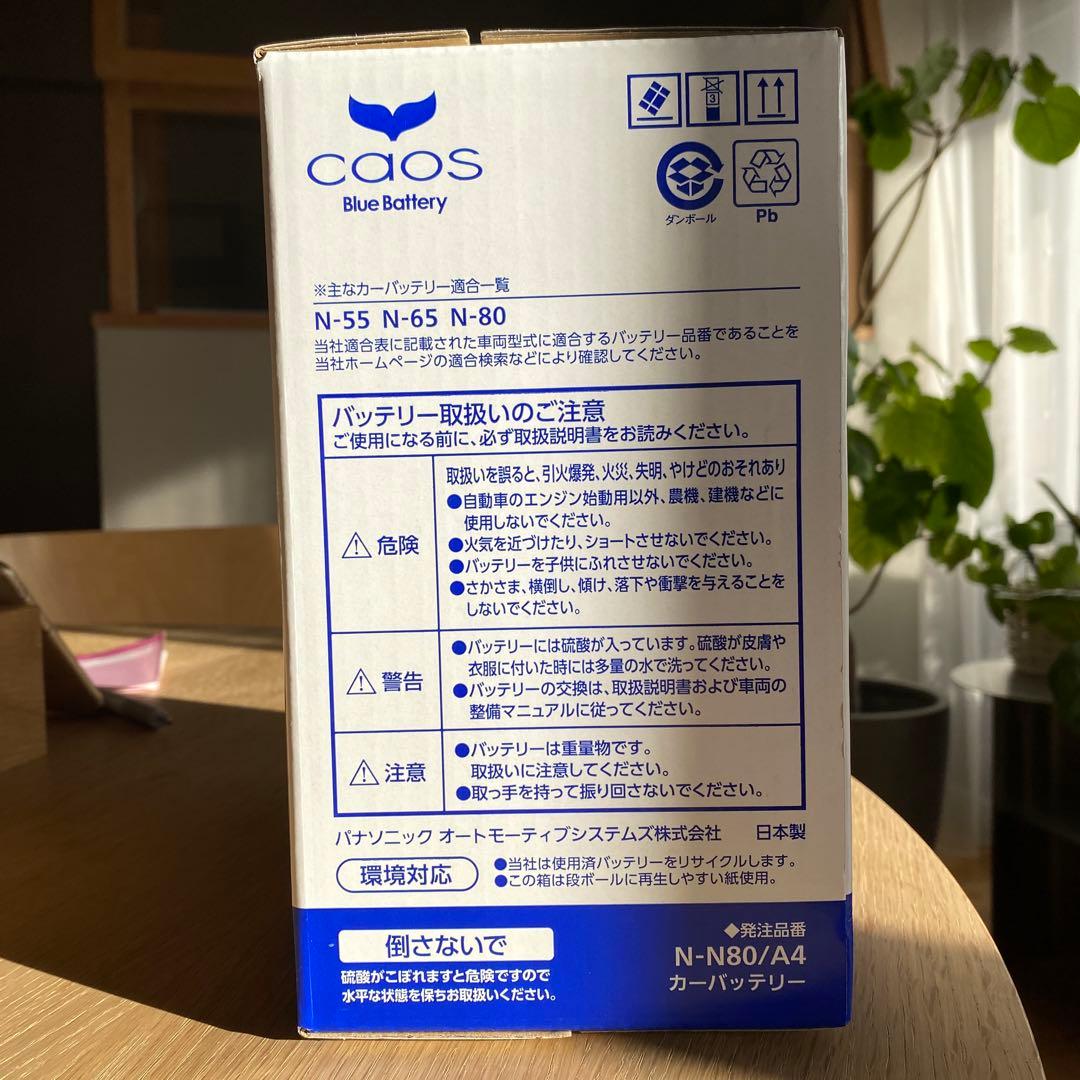 caos
Blue Battery
3
ダンボール
Pb
※主なカーバッテリー適合一覧
N-55 N-65 N-80
当社適合表に記載された車両型式に適合するバッテリー品番であることを
当社ホームページの適合検索などにより確認してください。
バッテリー取扱いのご注意
ご使用になる前に、必ず取扱説明書をお読みください。
危険
取扱いを誤ると、引火爆発、火災、失明、やけどのおそれあり
●自動車のエンジン始動用以外、農機、建機などに
使用しないでください。
●火気を近づけたり、ショートさせないでください。
●バッテリーを子供にふれさせないでください。
●さかさま、横倒し、傾け、落下や衝撃を与えることを
しないでください。
警告
●バッテリーには硫酸が入っています。硫酸が皮膚や
衣服に付いた時には多量の水で洗ってください。
●バッテリーの交換は、取扱説明書および車両の
整備マニュアルに従ってください。
注意
●バッテリーは重量物です。
取扱いに注意してください。
●取っ手を持って振り回さないでください。
パナソニック オートモーティブシステムズ株式会社 日本製
環境対応
●当社は使用済バッテリーをリサイクルします。
●この箱は段ボールに再生しやすい紙使用。
倒さないで
硫酸がこぼれますと危険ですので
水平な状態を保ちお取扱いください。
◆発注品番
N-N80/A4
カーバッテリー